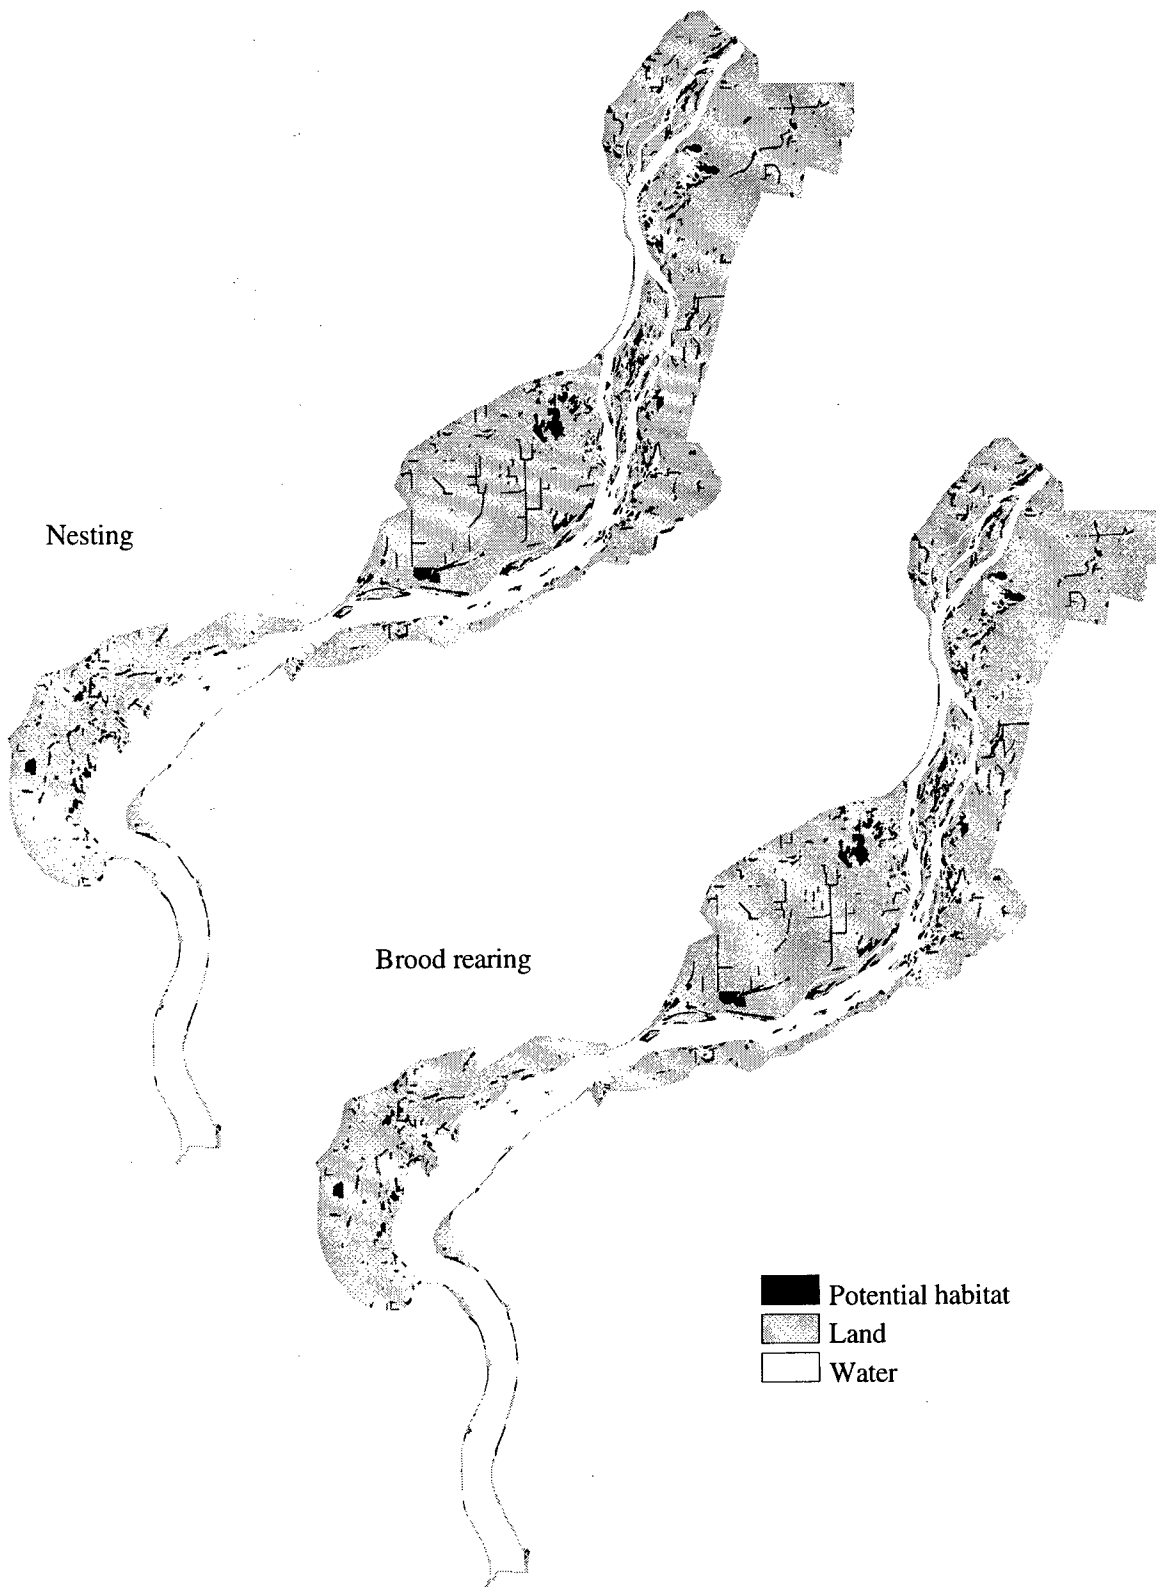 Nesting
Brood rearing
Potential habitat
Land
Water